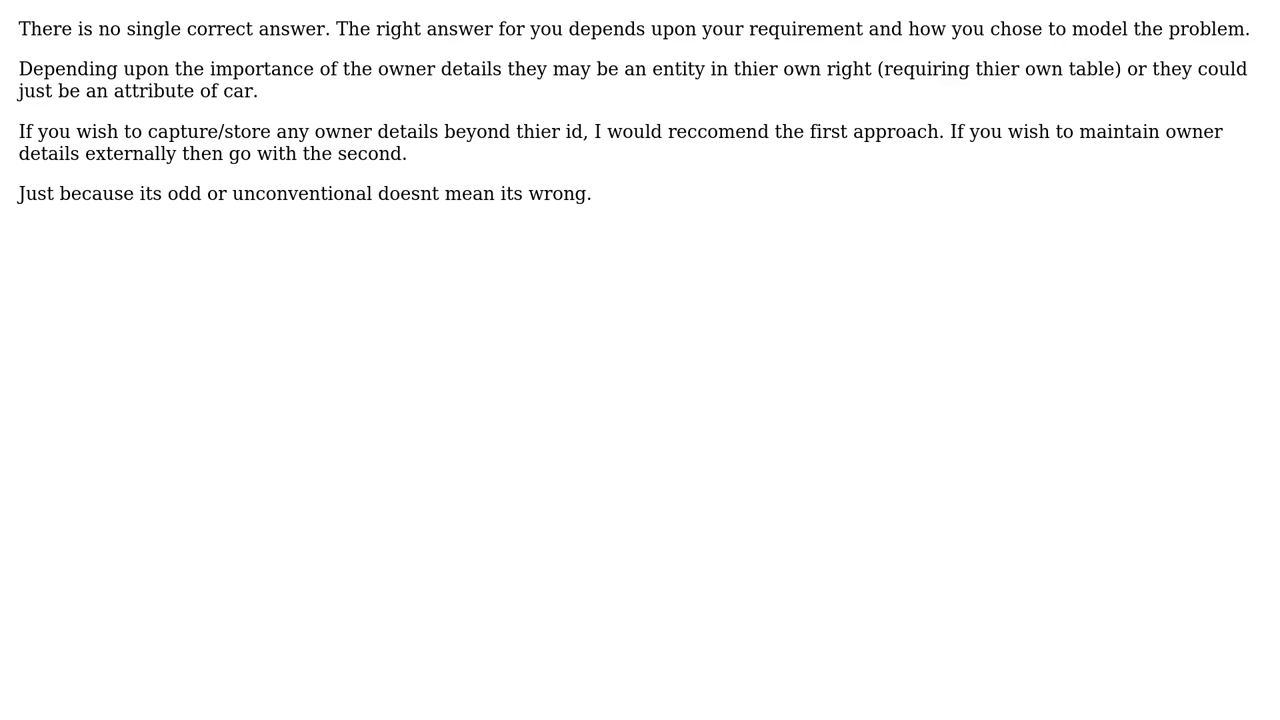 There is no single correct answer. The right answer for you depends upon your requirement and how you chose to model the problem.
Depending upon the importance of the owner details they may be an entity in thier own right (requiring thier own table) or they could
just be an attribute of car.
If you wish to capture/store any owner details beyond thier id, I would reccomend the first approach. If you wish to maintain owner
details externally then go with the second.
Just because its odd or unconventional doesnt mean its wrong.